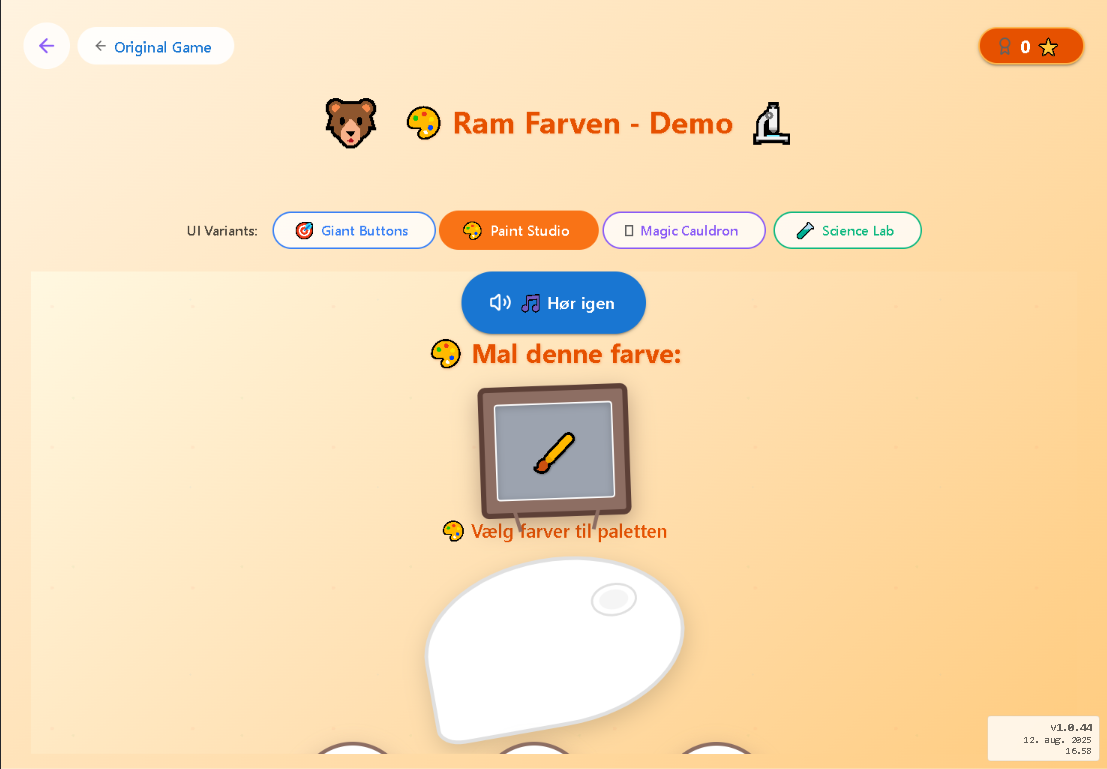 Original Game
0
Ram Farven - Demo
UI Variants:
Giant Buttons
Paint Studio
Magic Cauldron
Science Lab
Hør igen
Mal denne farve:
Vælg farver til paletten
v1.0.44
12. aug. 2025
16.58